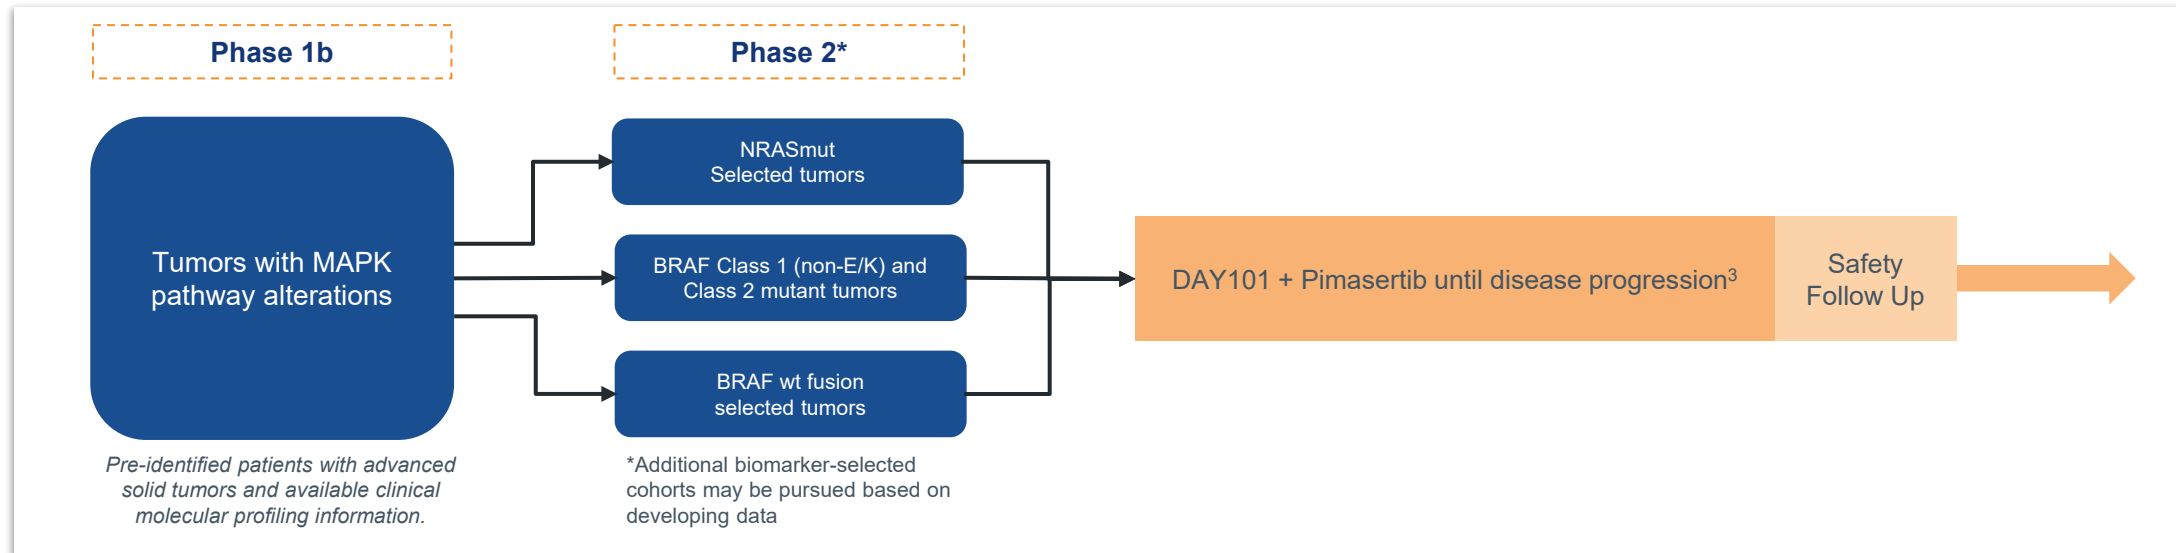 Phase 1b
Phase 2*
Tumors with MAPK
pathway alterations
Pre-identified patients with advanced
solid tumors and available clinical
molecular profiling information.
NRASmut
Selected tumors
BRAF Class 1 (non-E/K) and
Class 2 mutant tumors
BRAF wt fusion
selected tumors
*Additional biomarker-selected
cohorts may be pursued based on
developing data
DAY101 + Pimasertib until disease progression³
Safety
Follow Up